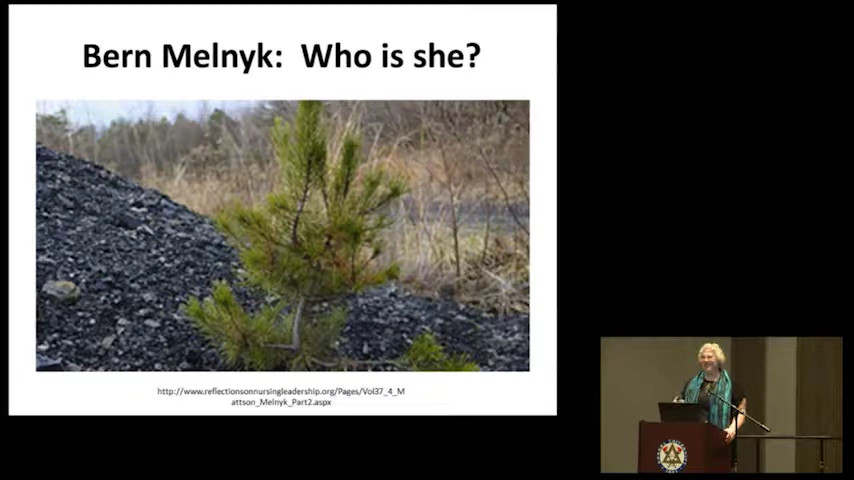 Bern Melnyk: Who is she?
http://www.reflectionsonnursingleadership.org/Pages/Vol37_4_M
attson_Melnyk_Part2.aspx